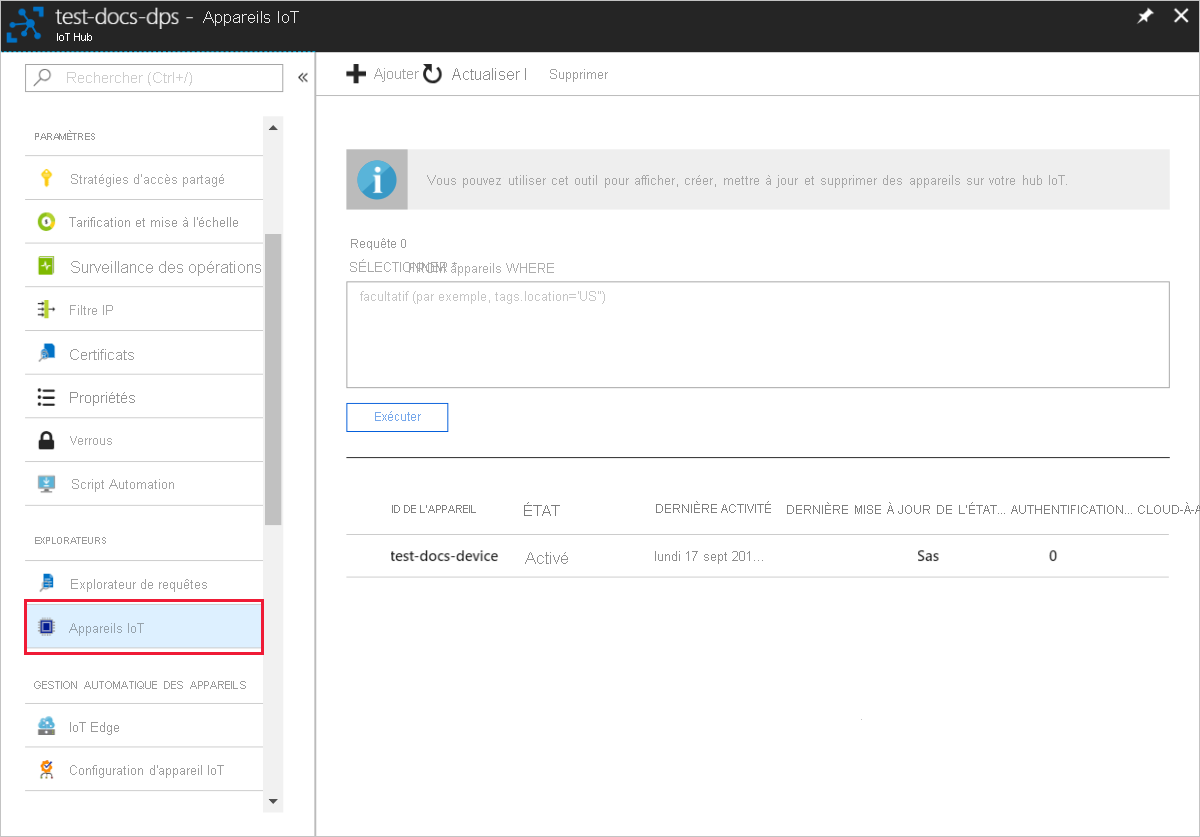 test-docs-dps - Appareils IoT
IoT Hub
Rechercher (Ctrl+/)
«
PARAMÈTRES
Stratégies d'accès partagé
Tarification et mise à l'échelle
Surveillance des opérations
Filtre IP
Certificats
Propriétés
Verrous
Script Automation
EXPLORATEURS
Explorateur de requêtes
Appareils IoT
GESTION AUTOMATIQUE DES APPAREILS
IoT Edge
Configuration d'appareil IoT
Ajouter Actualiser | Supprimer
Vous pouvez utiliser cet outil pour afficher, créer, mettre à jour et supprimer des appareils sur votre hub IoT.
Requête 0
SÉLECTIONNER * FROM appareils WHERE
facultatif (par exemple, tags.location='US")
Exécuter
ID DE L'APPAREIL ÉTAT DERNIÈRE ACTIVITÉ DERNIÈRE MISE À JOUR DE L'ÉTAT... AUTHENTIFICATION... CLOUD-À-A
test-docs-device Activé lundi 17 sept 201... Sas 0